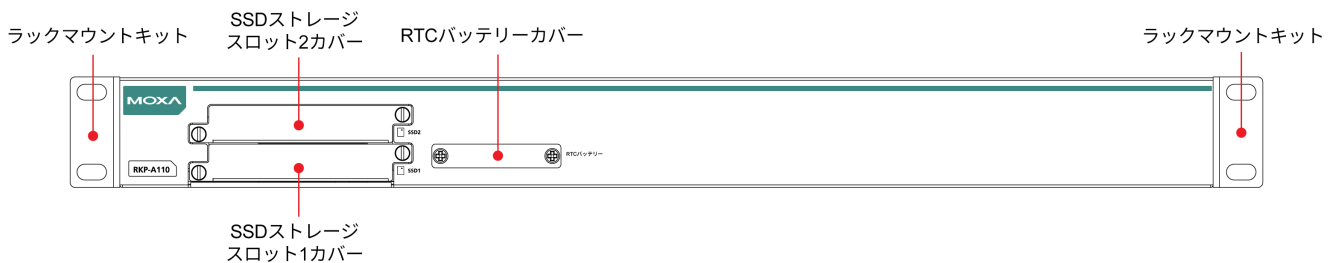 SSDストレージ
スロット2カバー
ラックマウントキット
RTCバッテリーカバー
ラックマウントキット
MOXA
SSD2
RTCバッテリー
RKP-A110
SSD1
SSDストレージ
スロット1カバー